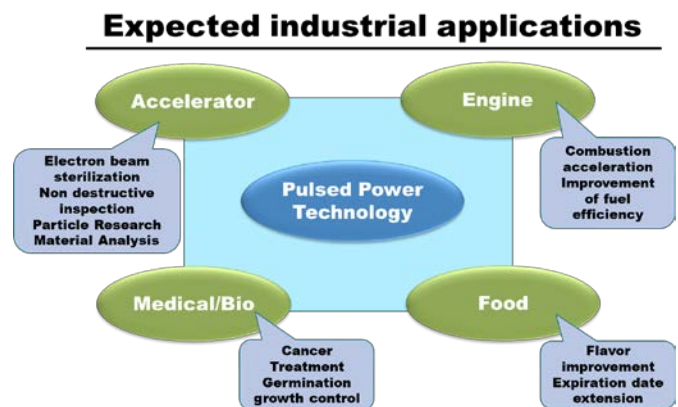 Expected industrial applications
Accelerator
Engine
Electron beam
sterilization
Non destructive
inspection
Particle Research
Material Analysis
Combustion
acceleration
Improvement
of fuel
efficiency
Pulsed Power
Technology
Medical/Bio
Food
Cancer
Treatment
Germination
growth control
Flavor
improvement
Expiration date
extension